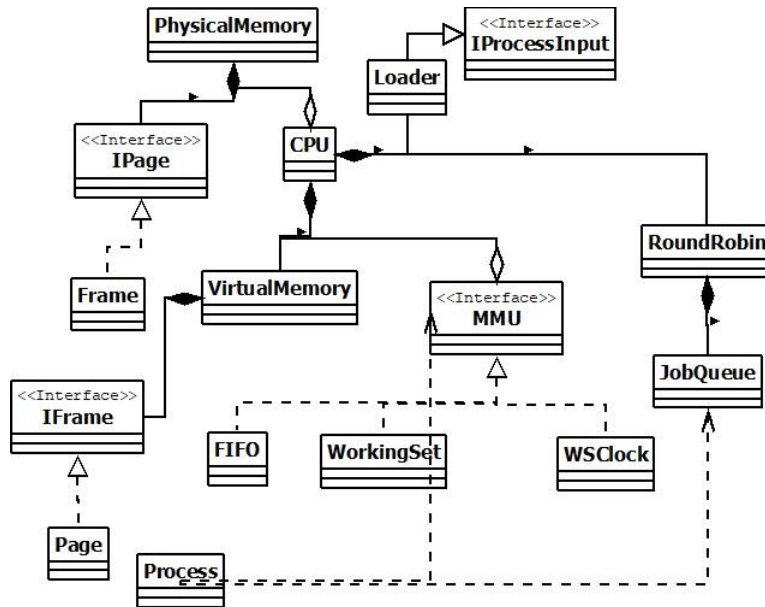 PhysicalMemory
<<Interface>>
IProcessInput
Loader
<<Interface>>
IPage
CPU
RoundRobin
Frame
VirtualMemory
<<Interface>>
MMU
JobQueue
<<Interface>>
IFrame
FIFO
WorkingSet
WSClock
Page
Process